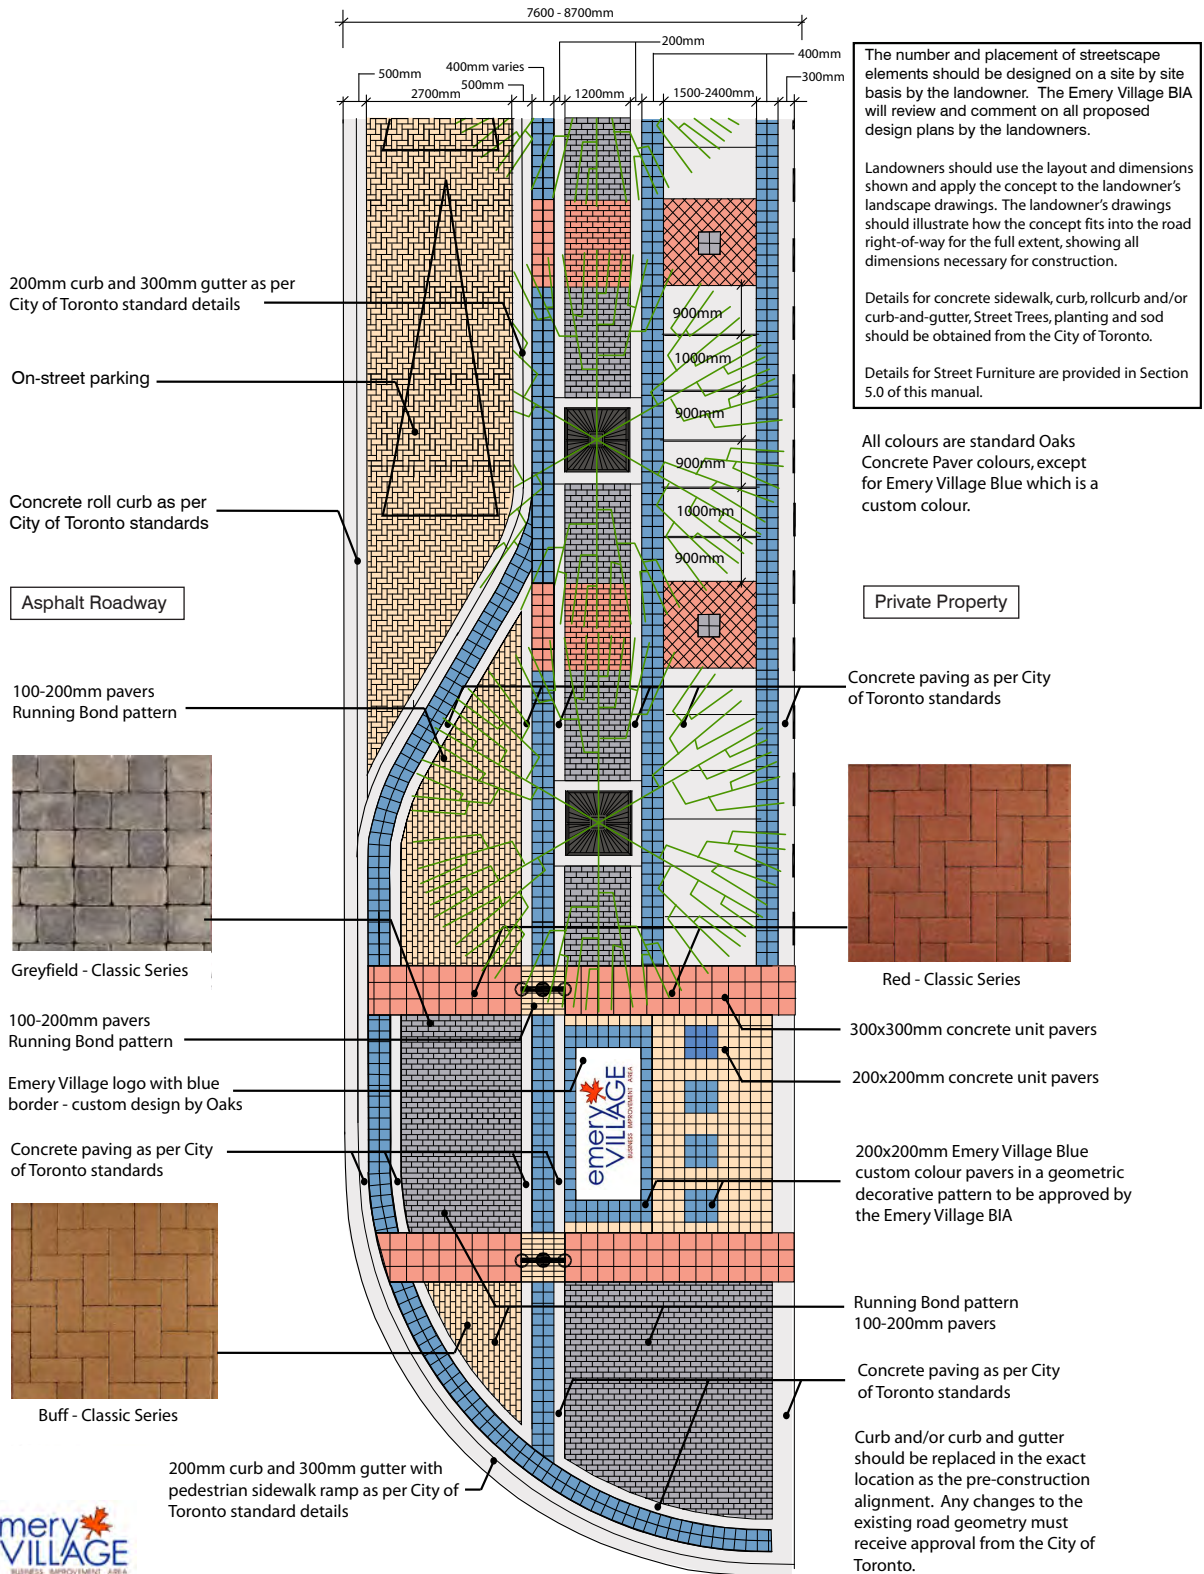 7600 - 8700mm
200mm
400mm
400mm varies
500mm
300mm
500mm
2700mm
1200mm
1500-2400mm
The number and placement of streetscape
elements should be designed on a site by site
basis by the landowner.  The Emery Village BIA
will review and comment on all proposed
design plans by the landowners.
Landowners should use the layout and dimensions
shown and apply the concept to the landowner's
landscape drawings. The landowner's drawings
should illustrate how the concept fits into the road
right-of-way for the full extent, showing all
dimensions necessary for construction.
Details for concrete sidewalk, curb, rollcurb and/or
curb-and-gutter, Street Trees, planting and sod
should be obtained from the City of Toronto.
Details for Street Furniture are provided in Section
5.0 of this manual.
All colours are standard Oaks
Concrete Paver colours, except
for Emery Village Blue which is a
custom colour.
200mm curb and 300mm gutter as per
City of Toronto standard details
On-street parking
Concrete roll curb as per
City of Toronto standards
Asphalt Roadway
Private Property
900mm
1000mm
900mm
900mm
1000mm
900mm
100-200mm pavers
Running Bond pattern
Concrete paving as per City
of Toronto standards
Greyfield - Classic Series
Red - Classic Series
100-200mm pavers
Running Bond pattern
300x300mm concrete unit pavers
200x200mm concrete unit pavers
Emery Village logo with blue
border - custom design by Oaks
emery
VILLAGE
BUSINESS IMPROVEMENT AREA
Concrete paving as per City
of Toronto standards
200x200mm Emery Village Blue
custom colour pavers in a geometric
decorative pattern to be approved by
the Emery Village BIA
Buff - Classic Series
Running Bond pattern
100-200mm pavers
Concrete paving as per City
of Toronto standards
200mm curb and 300mm gutter with
pedestrian sidewalk ramp as per City of
Toronto standard details
Curb and/or curb and gutter
should be replaced in the exact
location as the pre-construction
alignment.  Any changes to the
existing road geometry must
receive approval from the City of
Toronto.
mery
VILLAGE
BUSINESS IMPROVEMENT AREA